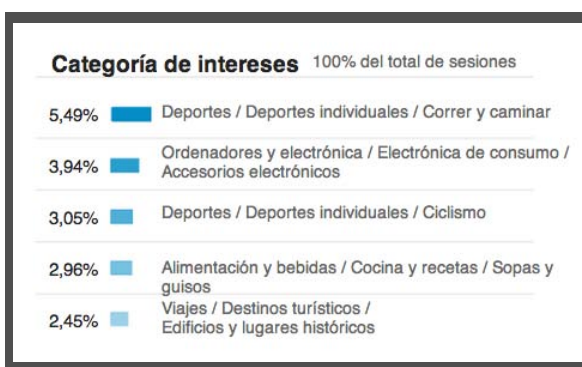 Categoría de intereses 100% del total de sesiones
5,49% Deportes / Deportes individuales / Correr y caminar
3,94% Ordenadores y electrónica / Electrónica de consumo /
Accesorios electrónicos
3,05% Deportes / Deportes individuales / Ciclismo
2,96% Alimentación y bebidas / Cocina y recetas / Sopas y
guisos
2,45% Viajes / Destinos turísticos /
Edificios y lugares históricos